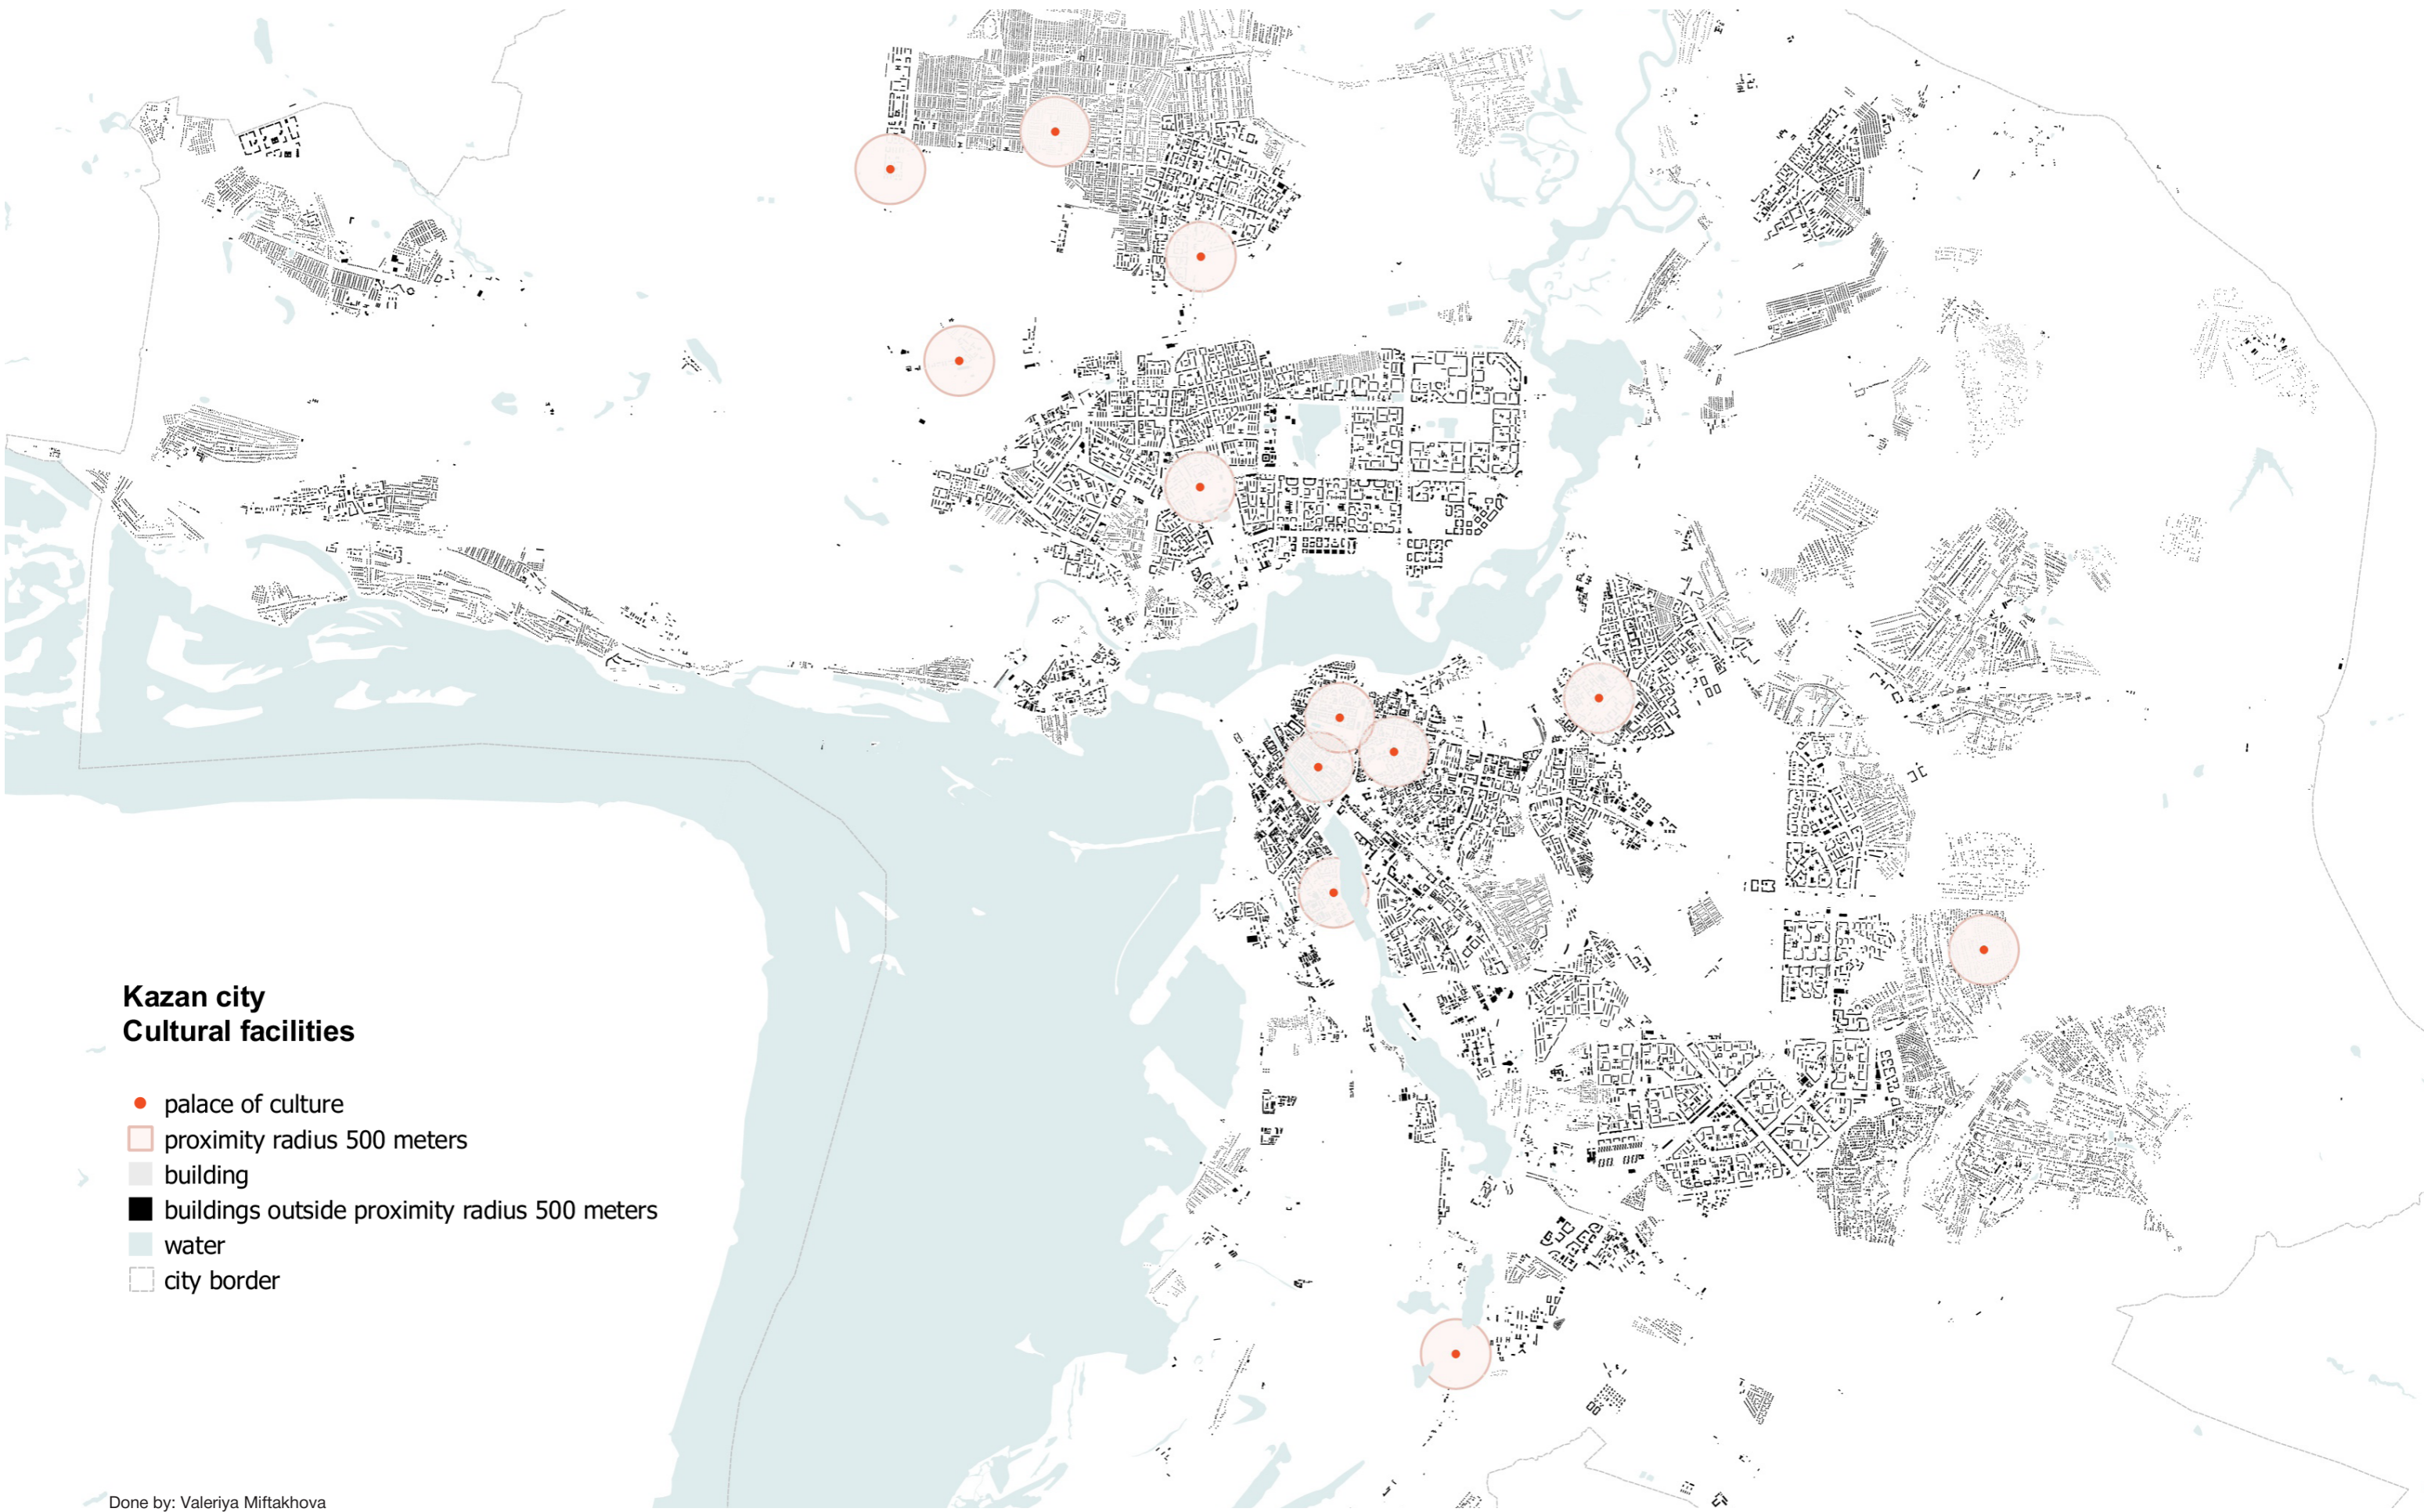 Kazan city
Cultural facilities
palace of culture
proximity radius 500 meters
building
buildings outside proximity radius 500 meters
water
city border
Done by: Valeriya Miftakhova